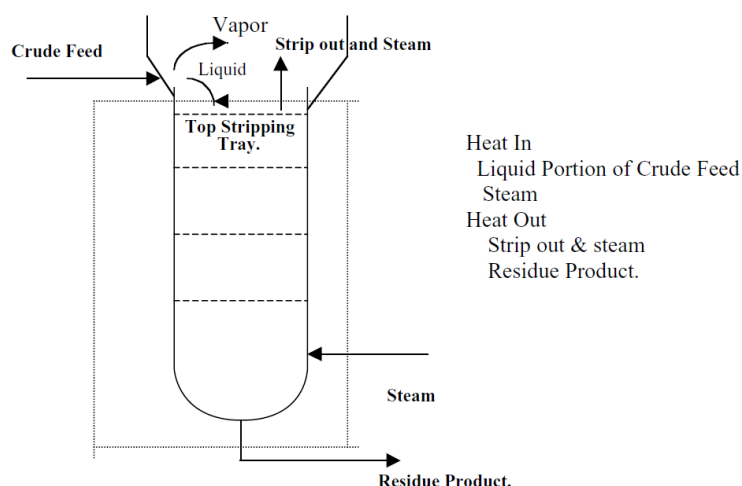 Vapor
Crude Feed
Strip out and Steam
Liquid
Top Stripping
Tray.
Heat In
Liquid Portion of Crude Feed
Steam
Heat Out
Strip out & steam
Residue Product.
Steam
Residue Product.